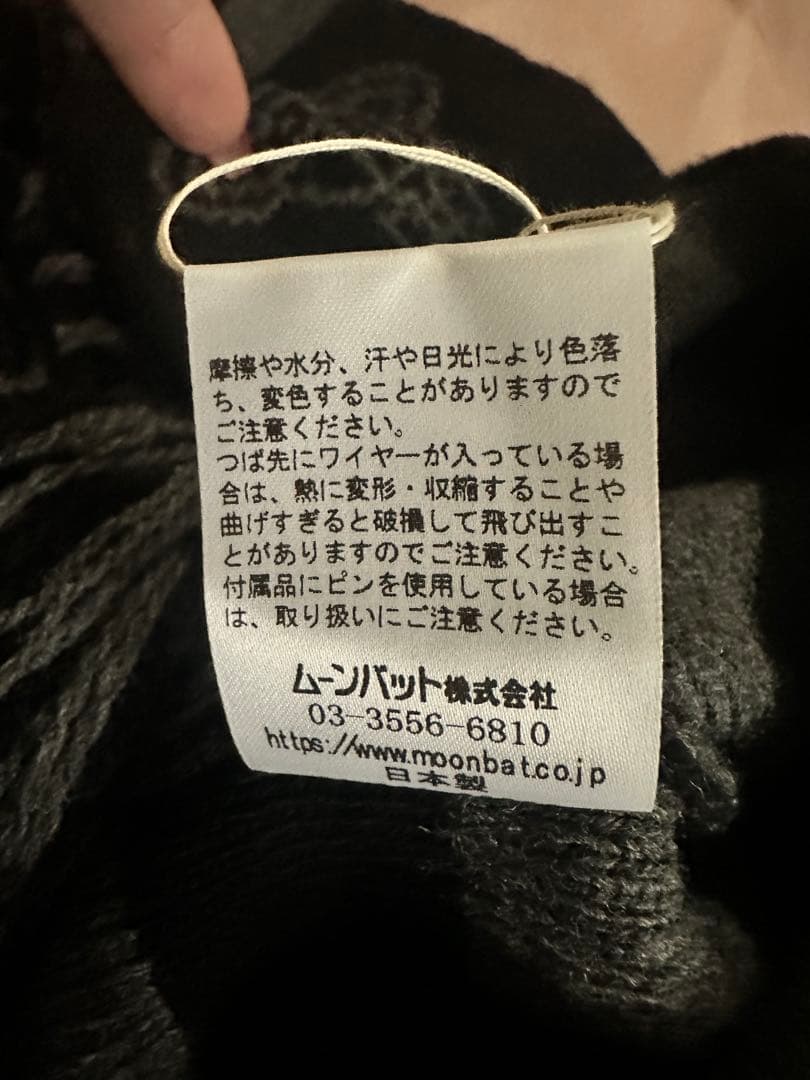 摩擦や水分、汗や日光により色落
ち、変色することがありますので
ご注意ください。
つば先にワイヤーが入っている場
合は、熱に変形・収縮することや
曲げすぎると破損して飛び出すこ
とがありますのでご注意ください。
付属品にピンを使用している場合
は、取り扱いにご注意ください。
ムーンバット株式会社
03-3556-6810
https://www.moonbat.co.jp
日本製